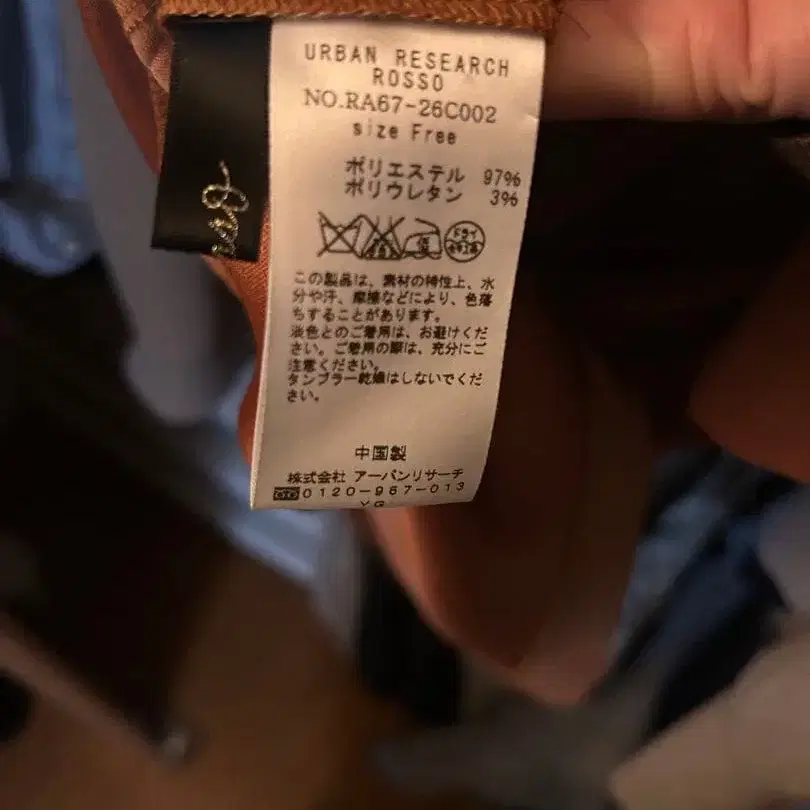 URBAN RESEARCH
ROSSO
NO.RA67-26C002
size Free
ポリエステル 97%
ポリウレタン 3%
ドライ
この製品は、素材の特性上、水
分や汗、摩擦などにより、色落
ちすることがあります。
淡色とのご着用は、お避けくだ
さい。ご着用の際は、充分にご
注意ください。
タンブラー乾燥はしないでくだ
さい。
中国製
株式会社 アーバンリサーチ
0120-967-013
YG